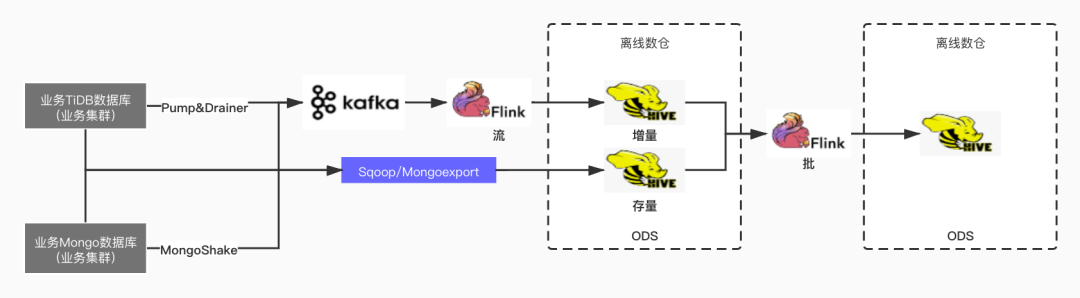 离线数仓
离线数仓
业务TiDB数据库
(业务集群)
Pump&Drainer
kafka
Flink
流
HIVE
增量
Flink
批
HIVE
Sqoop/Mongoexport
HIVE
存量
业务Mongo数据库
(业务集群)
MongoShake
ODS
ODS